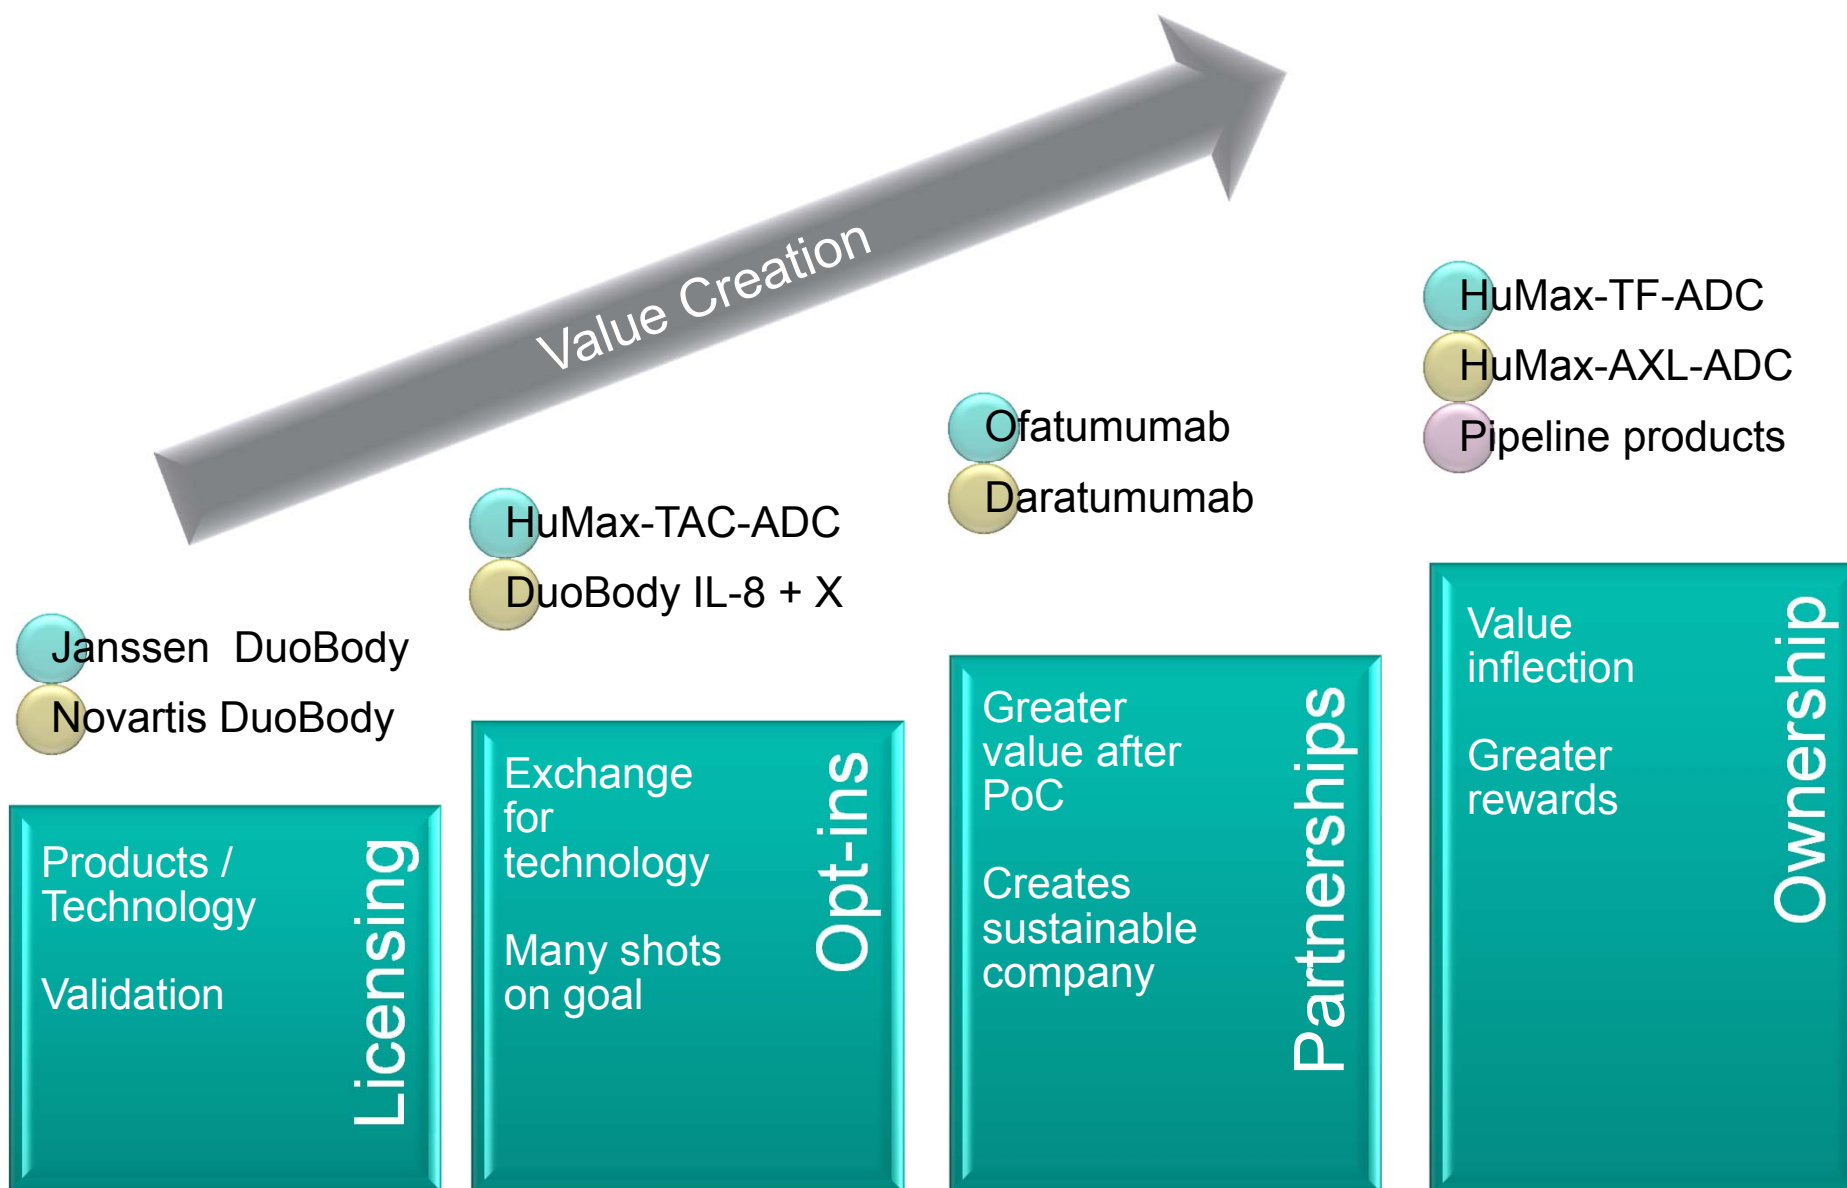 Value Creation
Janssen  DuoBody
Novartis DuoBody
Products /
Technology
Validation
Licensing
HuMax-TAC-ADC
DuoBody IL-8 + X
Exchange
for
technology
Many shots
on goal
Opt-ins
Ofatumumab
Daratumumab
Greater
value after
PoC
Creates
sustainable
company
Partnerships
HuMax-TF-ADC
HuMax-AXL-ADC
Pipeline products
Value
inflection
Greater
rewards
Ownership